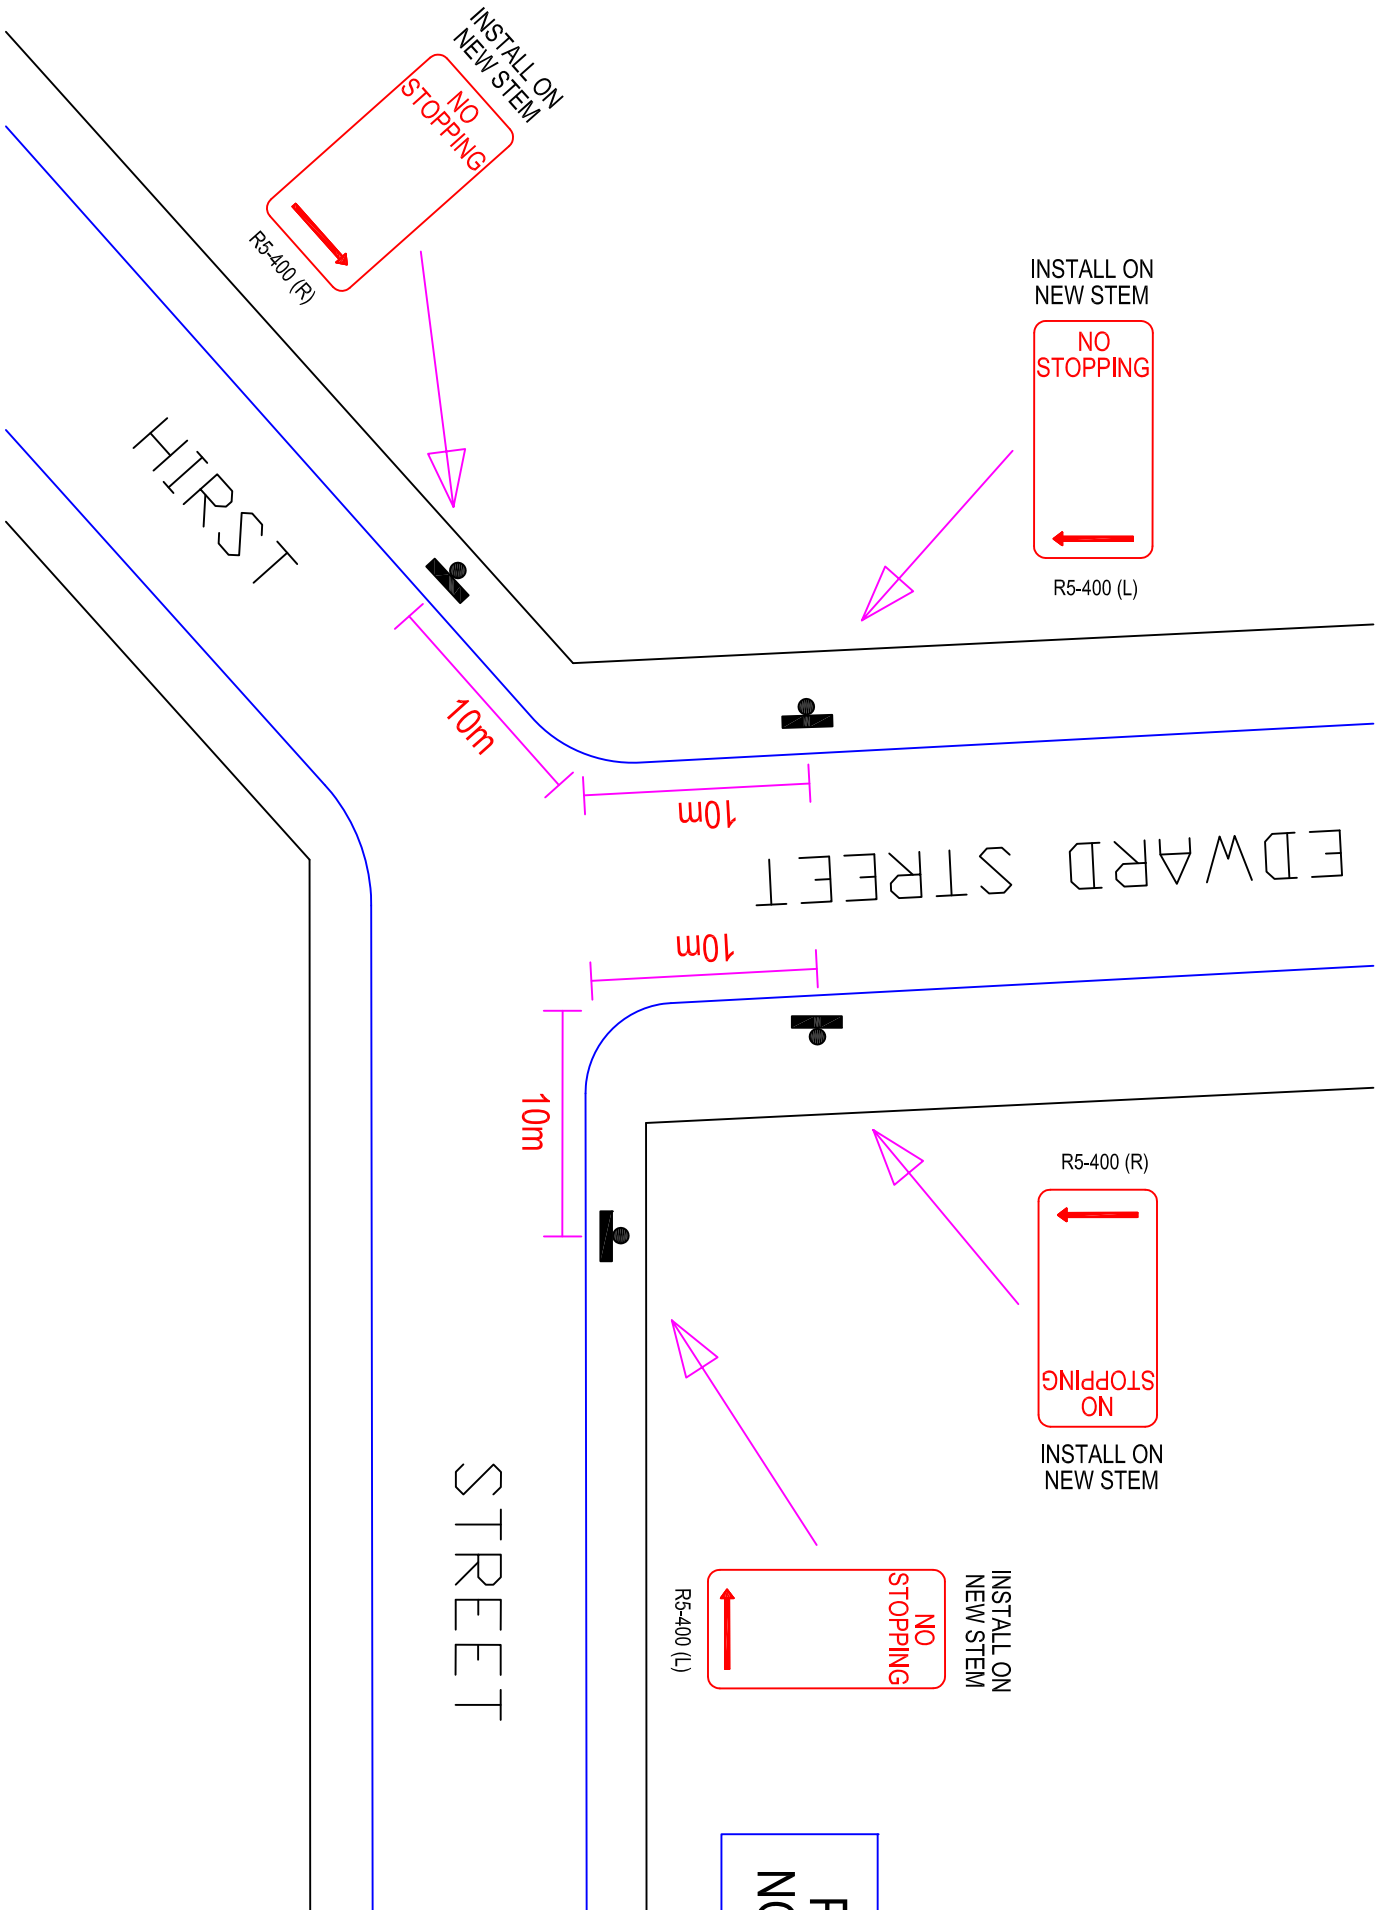 INSTALL ON
NEW STEM
NO
STOPPING
R5-400 (R)
INSTALL ON
NEW STEM
NO
STOPPING
R5-400 (L)
HIRST
STREET
10m
10m
EDWARD STREET
10m
10m
R5-400 (R)
NO
STOPPING
INSTALL ON
NEW STEM
INSTALL ON
NEW STEM
NO
STOPPING
R5-400 (L)